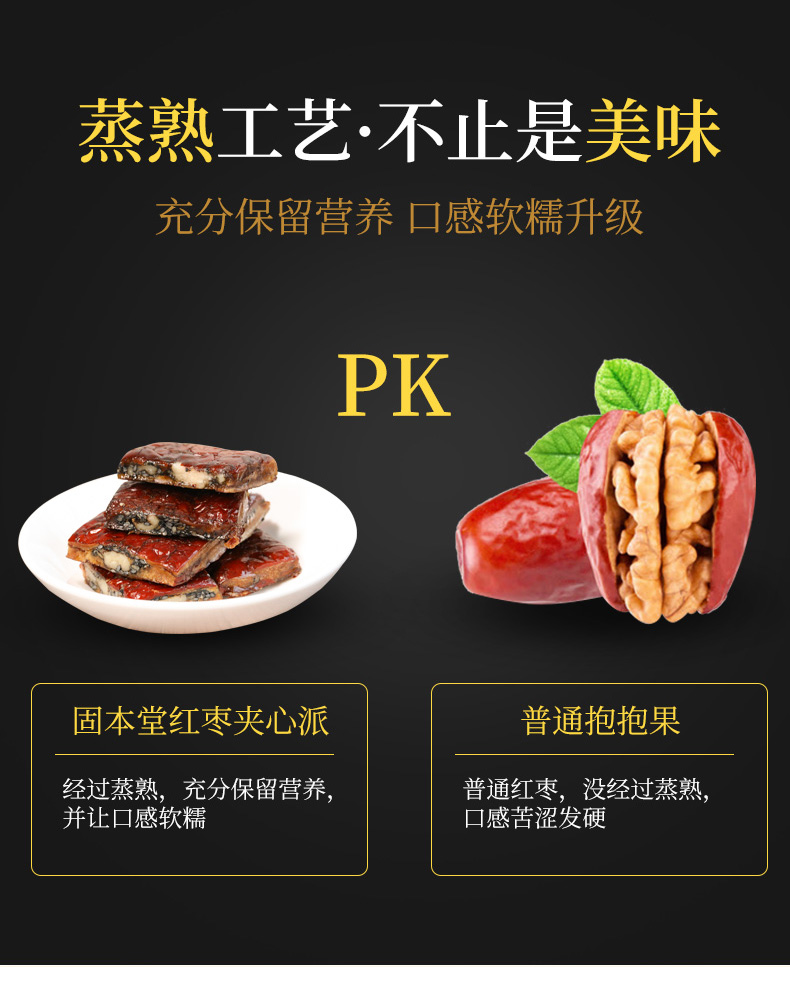 蒸熟工艺·不止是美味
充分保留营养 口感软糯升级
PK
固本堂红枣夹心派
经过蒸熟，充分保留营养，
并让口感软糯
普通抱抱果
普通红枣，没经过蒸熟，
口感苦涩发硬